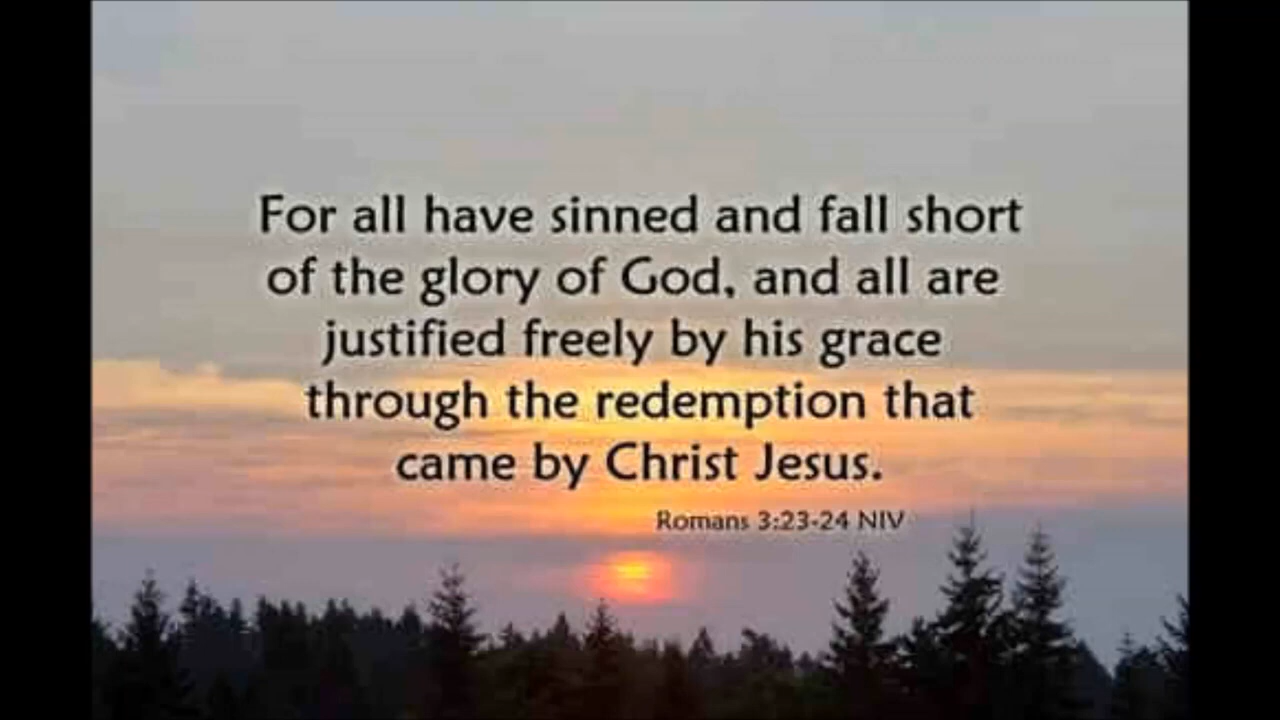 For all have sinned and fall short
of the glory of God, and all are
justified freely by his grace
through the redemption that
came by Christ Jesus.
Romans 3:23-24 NIV